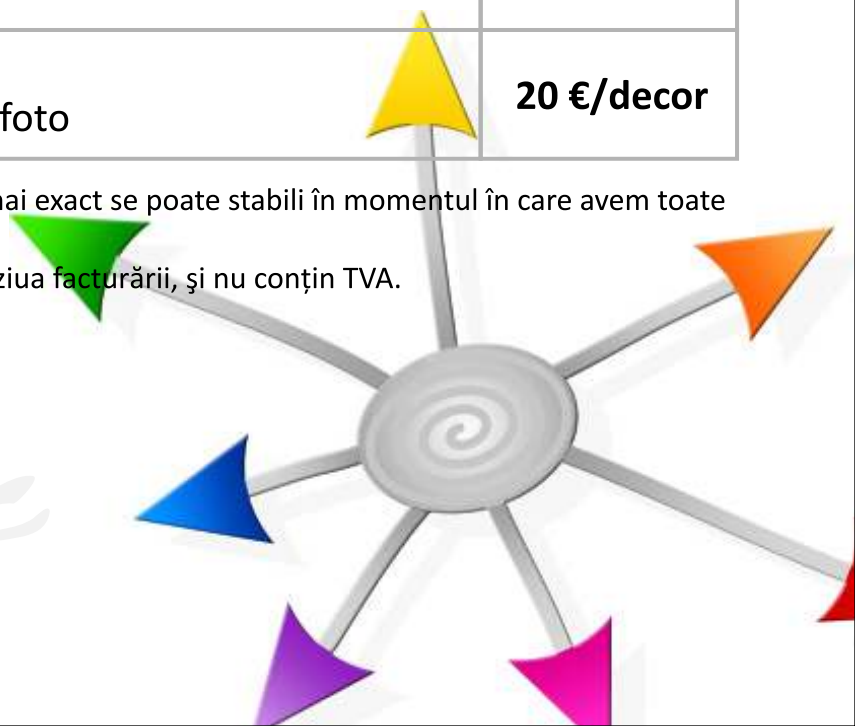 foto
20 €/decor
mai exact se poate stabili în momentul în care avem toate
ziua facturării, şi nu conțin TVA.